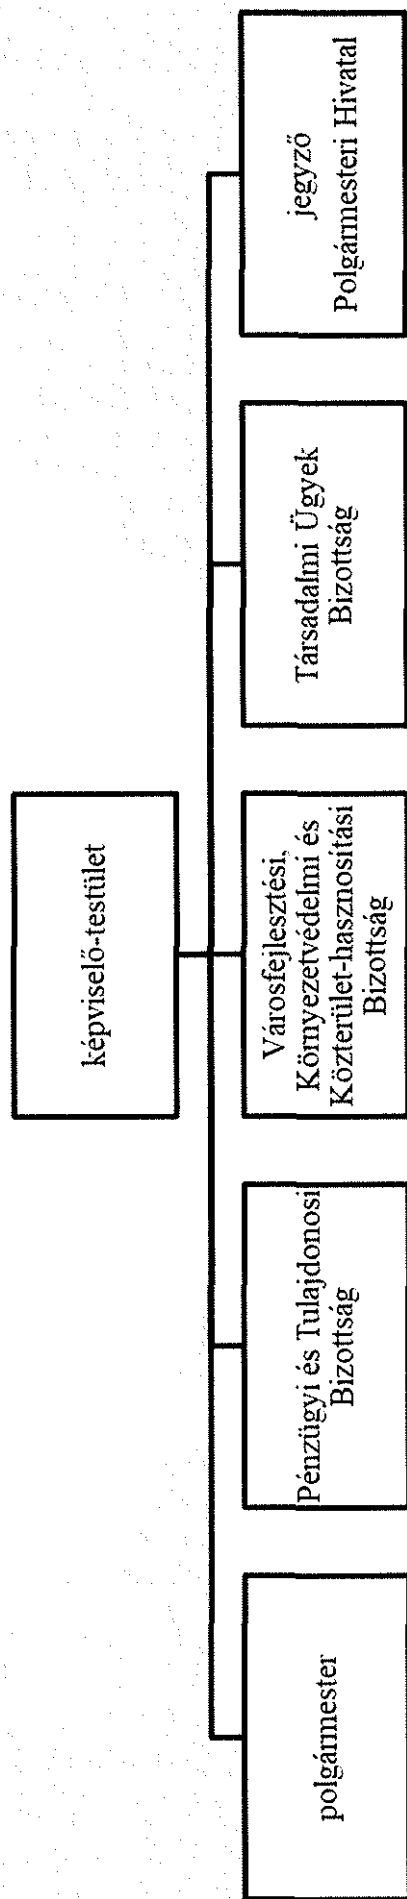 képviselő-testület
polgármester
Pénzügyi és Tulajdonosi
Bizottság
Városfejlesztési,
Környezetvédelmi és
Közterület-hasznosítási
Bizottság
Társadalmi Ügyek
Bizottság
jegyző
Polgármesteri Hivatal